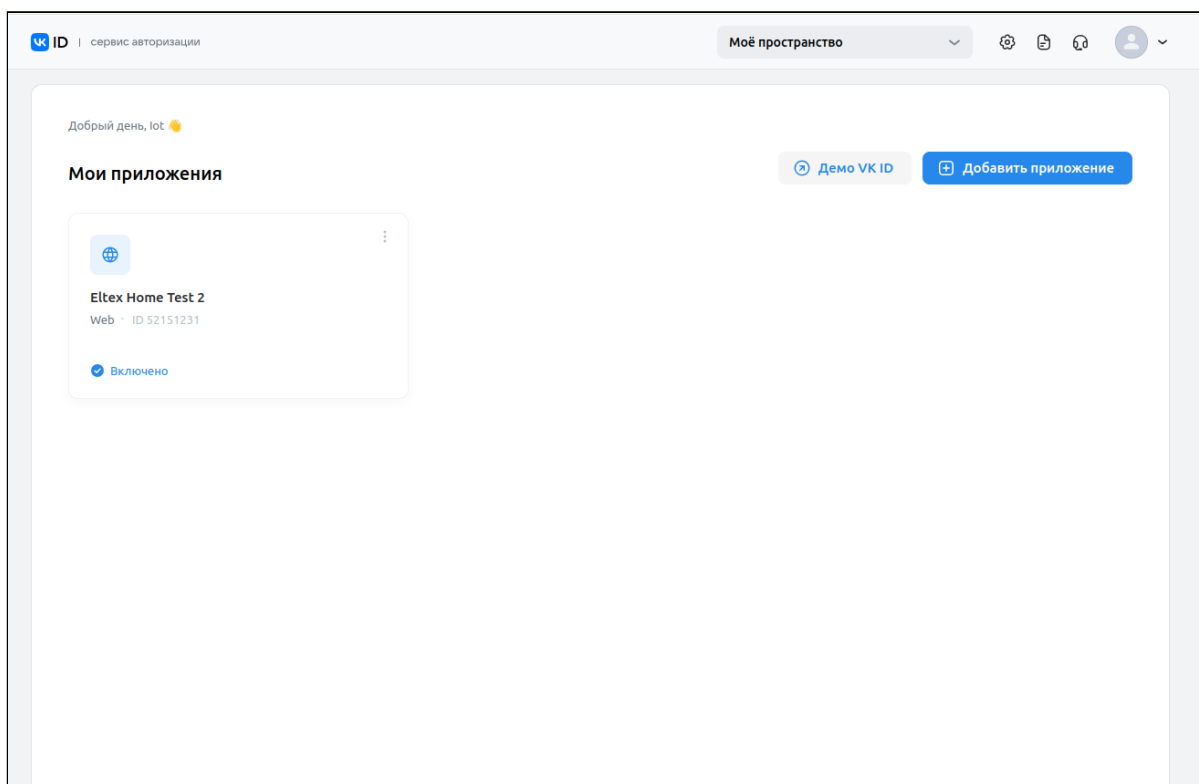 VK ID | сервис авторизации
Моё пространство
Добрый день, Iot 👋
Мои приложения
Демо VK ID
Добавить приложение
Eltex Home Test 2
Web · ID 52151231
Включено